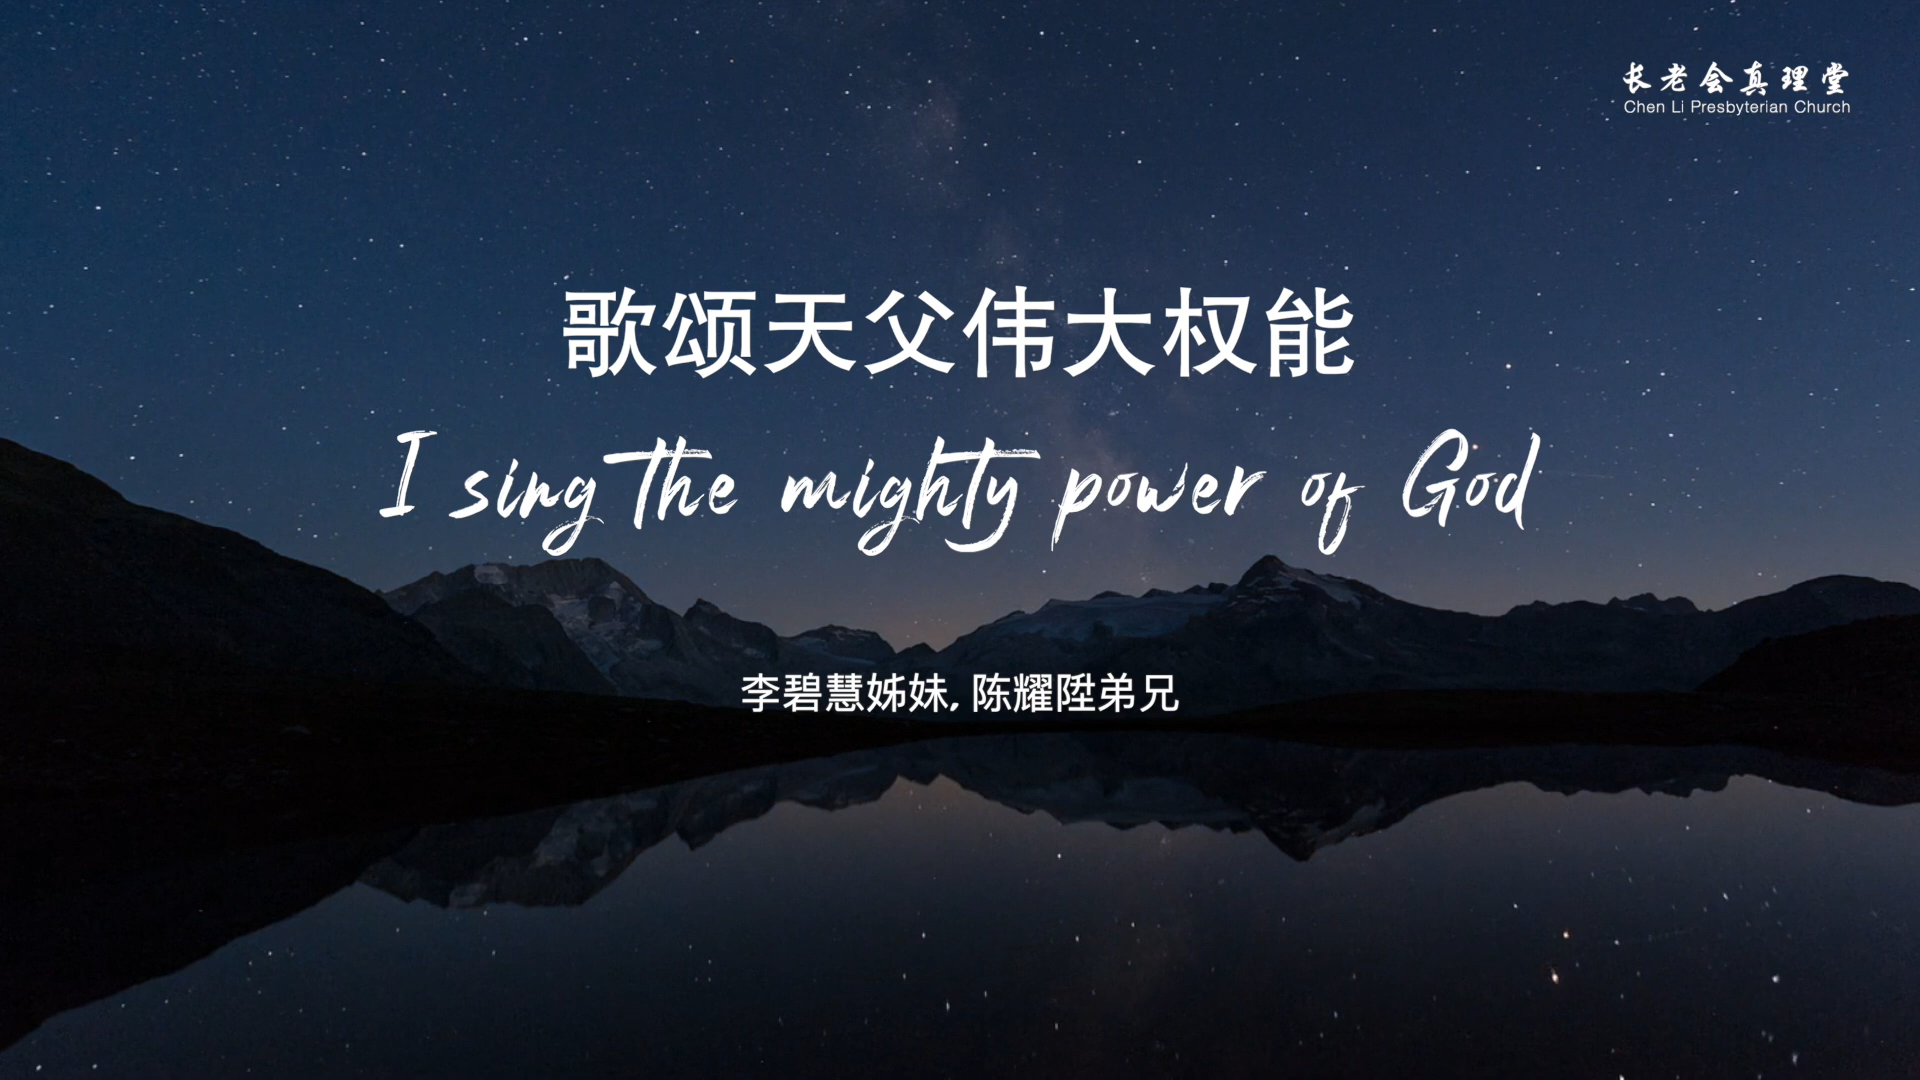 长老会真理堂
Chen Li Presbyterian Church
歌颂天父伟大权能
I sing the mighty power of God
李碧慧姊妹, 陈耀陞弟兄